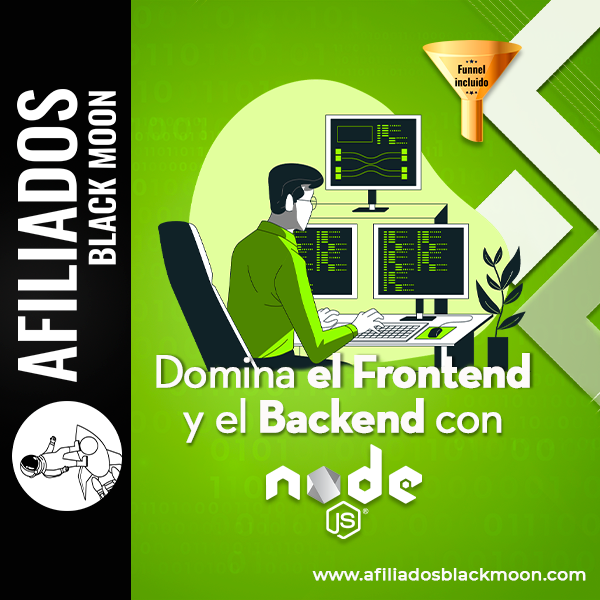 AFILIADOS
BLACK MOON
Funnel
incluido
Domina el Frontend
y el Backend con
node
JS®
www.afiliadosblackmoon.com